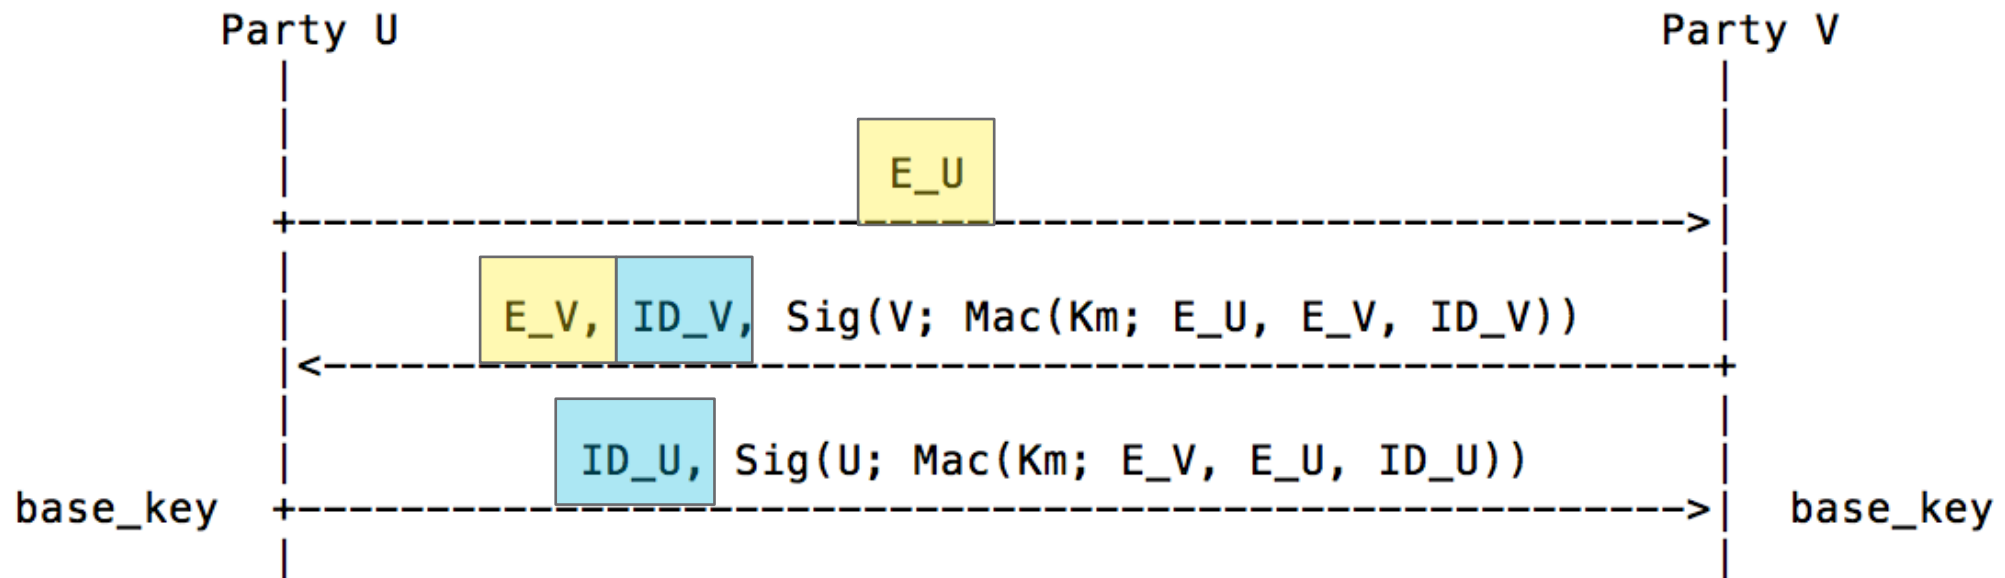 Party U Party V
E_U
E_V, ID_V, Sig(V; Mac(Km; E_U, E_V, ID_V))
ID_U, Sig(U; Mac(Km; E_V, E_U, ID_U))
base_key base_key